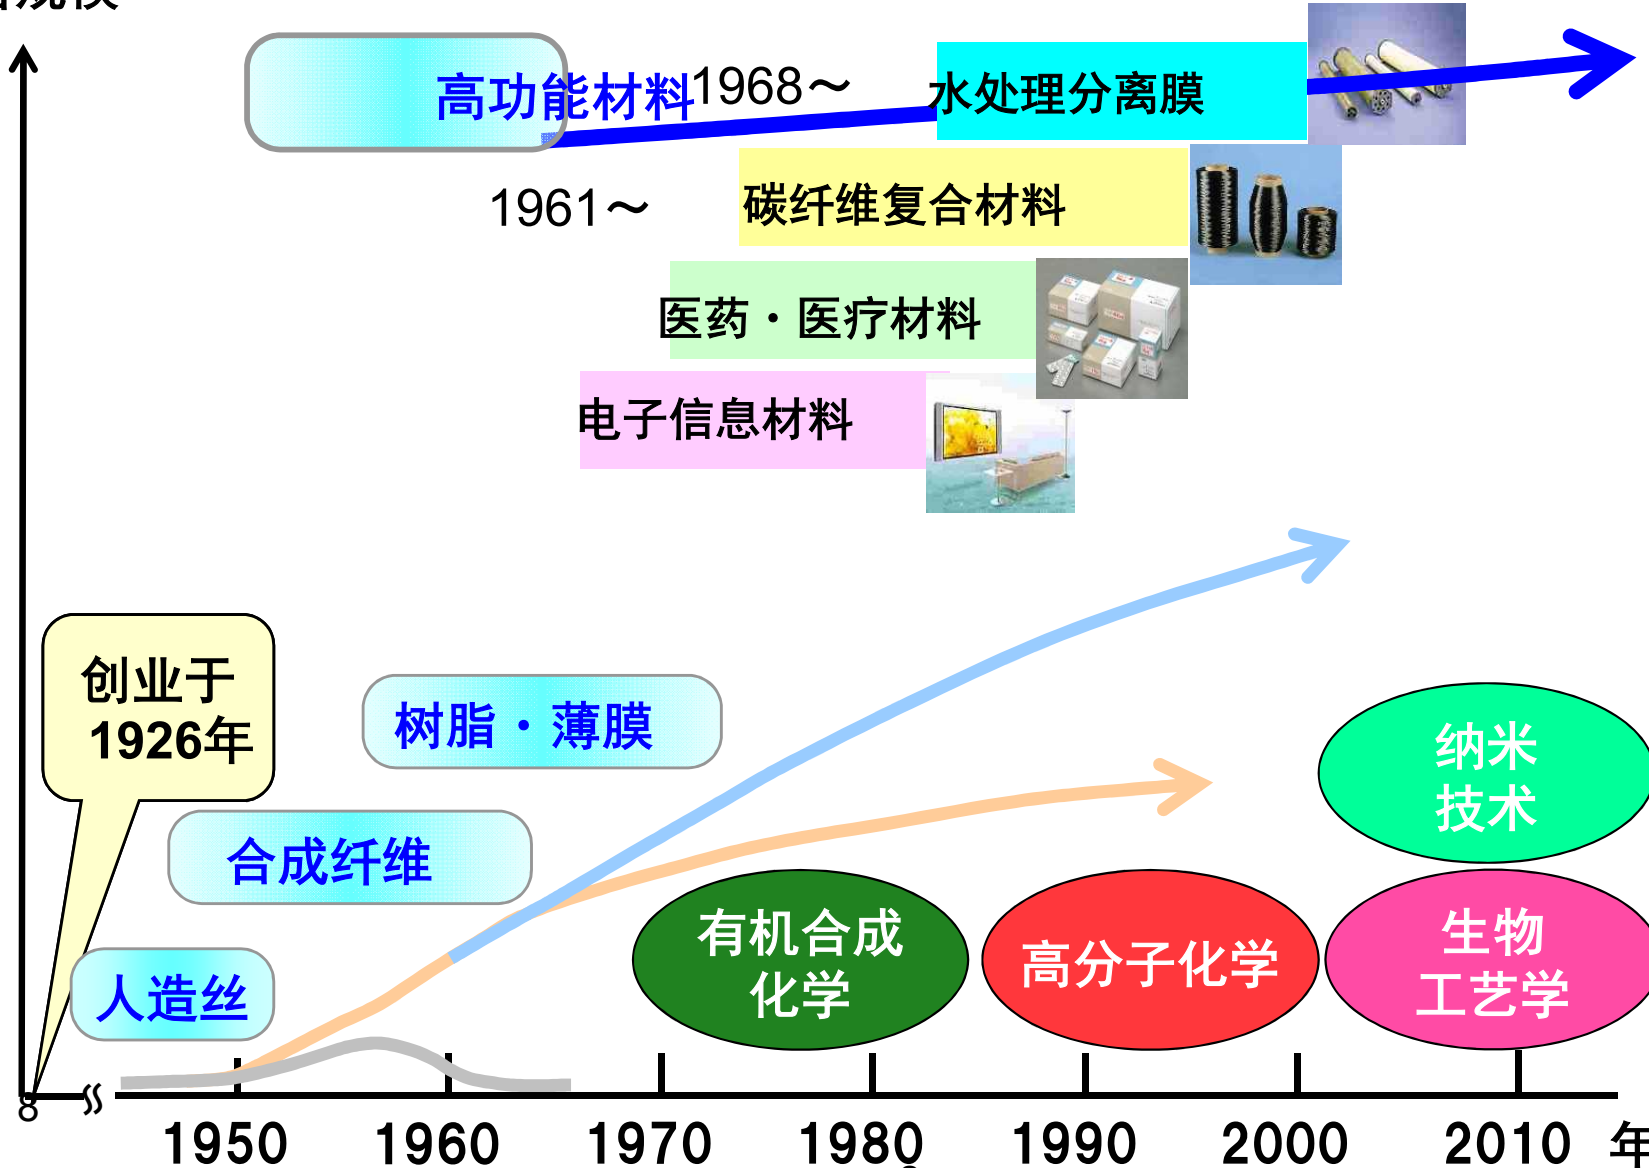 规模
高功能材料
1968～
水处理分离膜
1961～
碳纤维复合材料
医药・医疗材料
电子信息材料
创业于
1926年
树脂・薄膜
合成纤维
人造丝
纳米
技术
有机合成
化学
高分子化学
生物
工艺学
8
1950 1960 1970 1980 1990 2000 2010 年